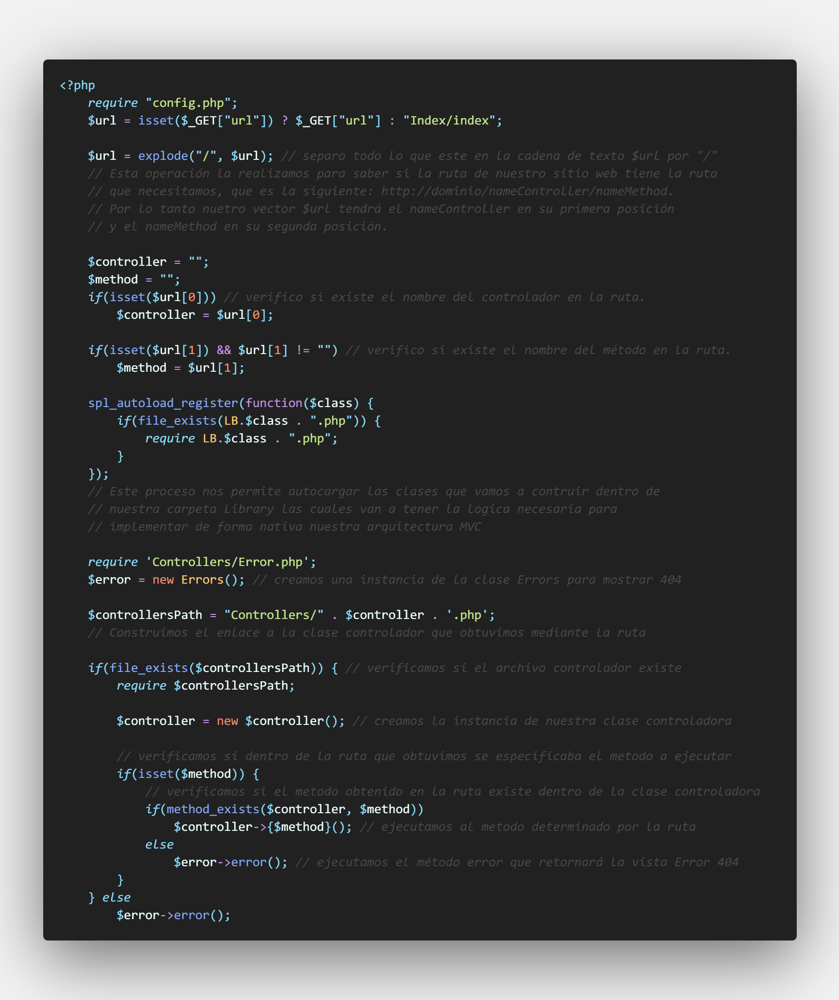 <?php
    require "config.php";
    $url = isset($_GET["url"]) ? $_GET["url"] : "Index/index";

    $url = explode("/", $url); // separo todo lo que este en la cadena de texto $url por "/"
    // Esta operación la realizamos para saber si la ruta de nuestro sitio web tiene la ruta
    // que necesitamos, que es la siguiente: http://dominio/nameController/nameMethod.
    // Por lo tanto nuetro vector $url tendrá el nameController en su primera posición
    // y el nameMethod en su segunda posición.

    $controller = "";
    $method = "";
    if(isset($url[0])) // verifico si existe el nombre del controlador en la ruta.
        $controller = $url[0];

    if(isset($url[1]) && $url[1] != "") // verifico si existe el nombre del método en la ruta.
        $method = $url[1];

    spl_autoload_register(function($class) {
        if(file_exists(LB.$class . ".php")) {
            require LB.$class . ".php";
        }
    });
    // Este proceso nos permite autocargar las clases que vamos a contruir dentro de
    // nuestra carpeta Library las cuales van a tener la logica necesaria para
    // implementar de forma nativa nuestra arquitectura MVC

    require 'Controllers/Error.php';
    $error = new Errors(); // creamos una instancia de la clase Errors para mostrar 404

    $controllersPath = "Controllers/" . $controller . '.php';
    // Construimos el enlace a la clase controlador que obtuvimos mediante la ruta

    if(file_exists($controllersPath)) { // verificamos si el archivo controlador existe
        require $controllersPath;

        $controller = new $controller(); // creamos la instancia de nuestra clase controladora

        // verificamos si dentro de la ruta que obtuvimos se especificaba el metodo a ejecutar
        if(isset($method)) {
            // verificamos si el metodo obtenido en la ruta existe dentro de la clase controladora
            if(method_exists($controller, $method))
                $controller->{$method}(); // ejecutamos al metodo determinado por la ruta
            else
                $error->error(); // ejecutamos el método error que retornará la vista Error 404
        }
    } else
        $error->error();